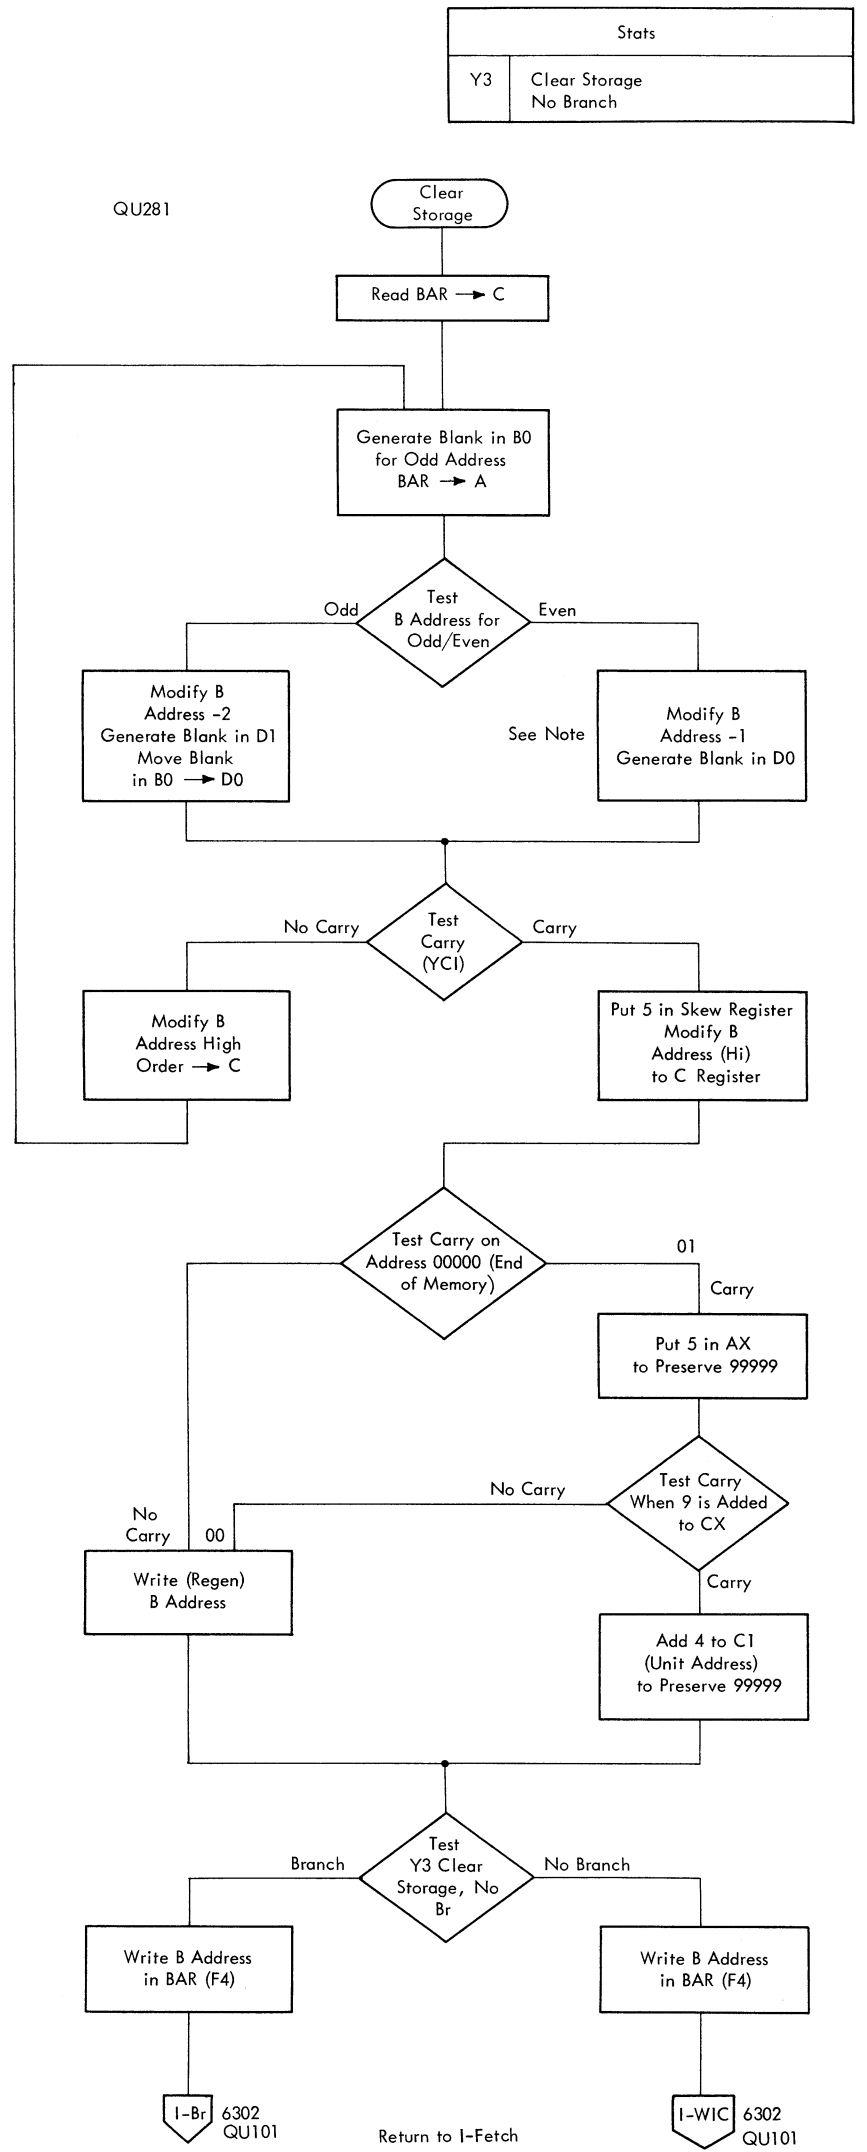 Stats
Y3
Clear Storage
No Branch
QU281
Clear
Storage
Read BAR → C
Generate Blank in B0
for Odd Address
BAR → A
Test
B Address for
Odd/Even
Odd
Even
Modify B
Address -2
Generate Blank in D1
Move Blank
in B0 → D0
See Note
Modify B
Address -1
Generate Blank in D0
Test
Carry
(YCI)
No Carry
Carry
Modify B
Address High
Order → C
Put 5 in Skew Register
Modify B
Address (Hi)
to C Register
Test Carry on
Address 00000 (End
of Memory)
01
Carry
Put 5 in AX
to Preserve 99999
Test Carry
When 9 is Added
to CX
No Carry
No
Carry
00
Write (Regen)
B Address
Carry
Add 4 to C1
(Unit Address)
to Preserve 99999
Test
Y3 Clear
Storage, No
Br
Branch
No Branch
Write B Address
in BAR (F4)
Write B Address
in BAR (F4)
I-Br
6302
QU101
Return to I-Fetch
I-WIC
6302
QU101